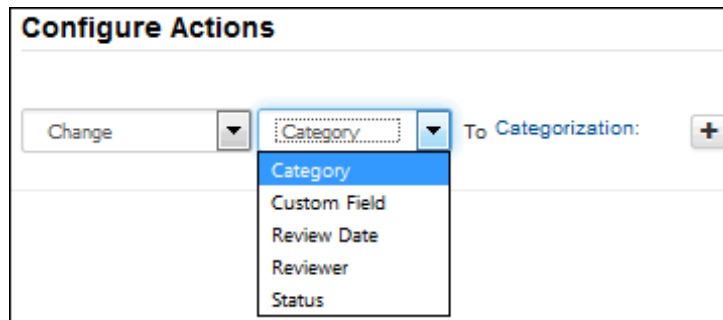 Configure Actions
Change Category To Categorization: +
Category
Custom Field
Review Date
Reviewer
Status